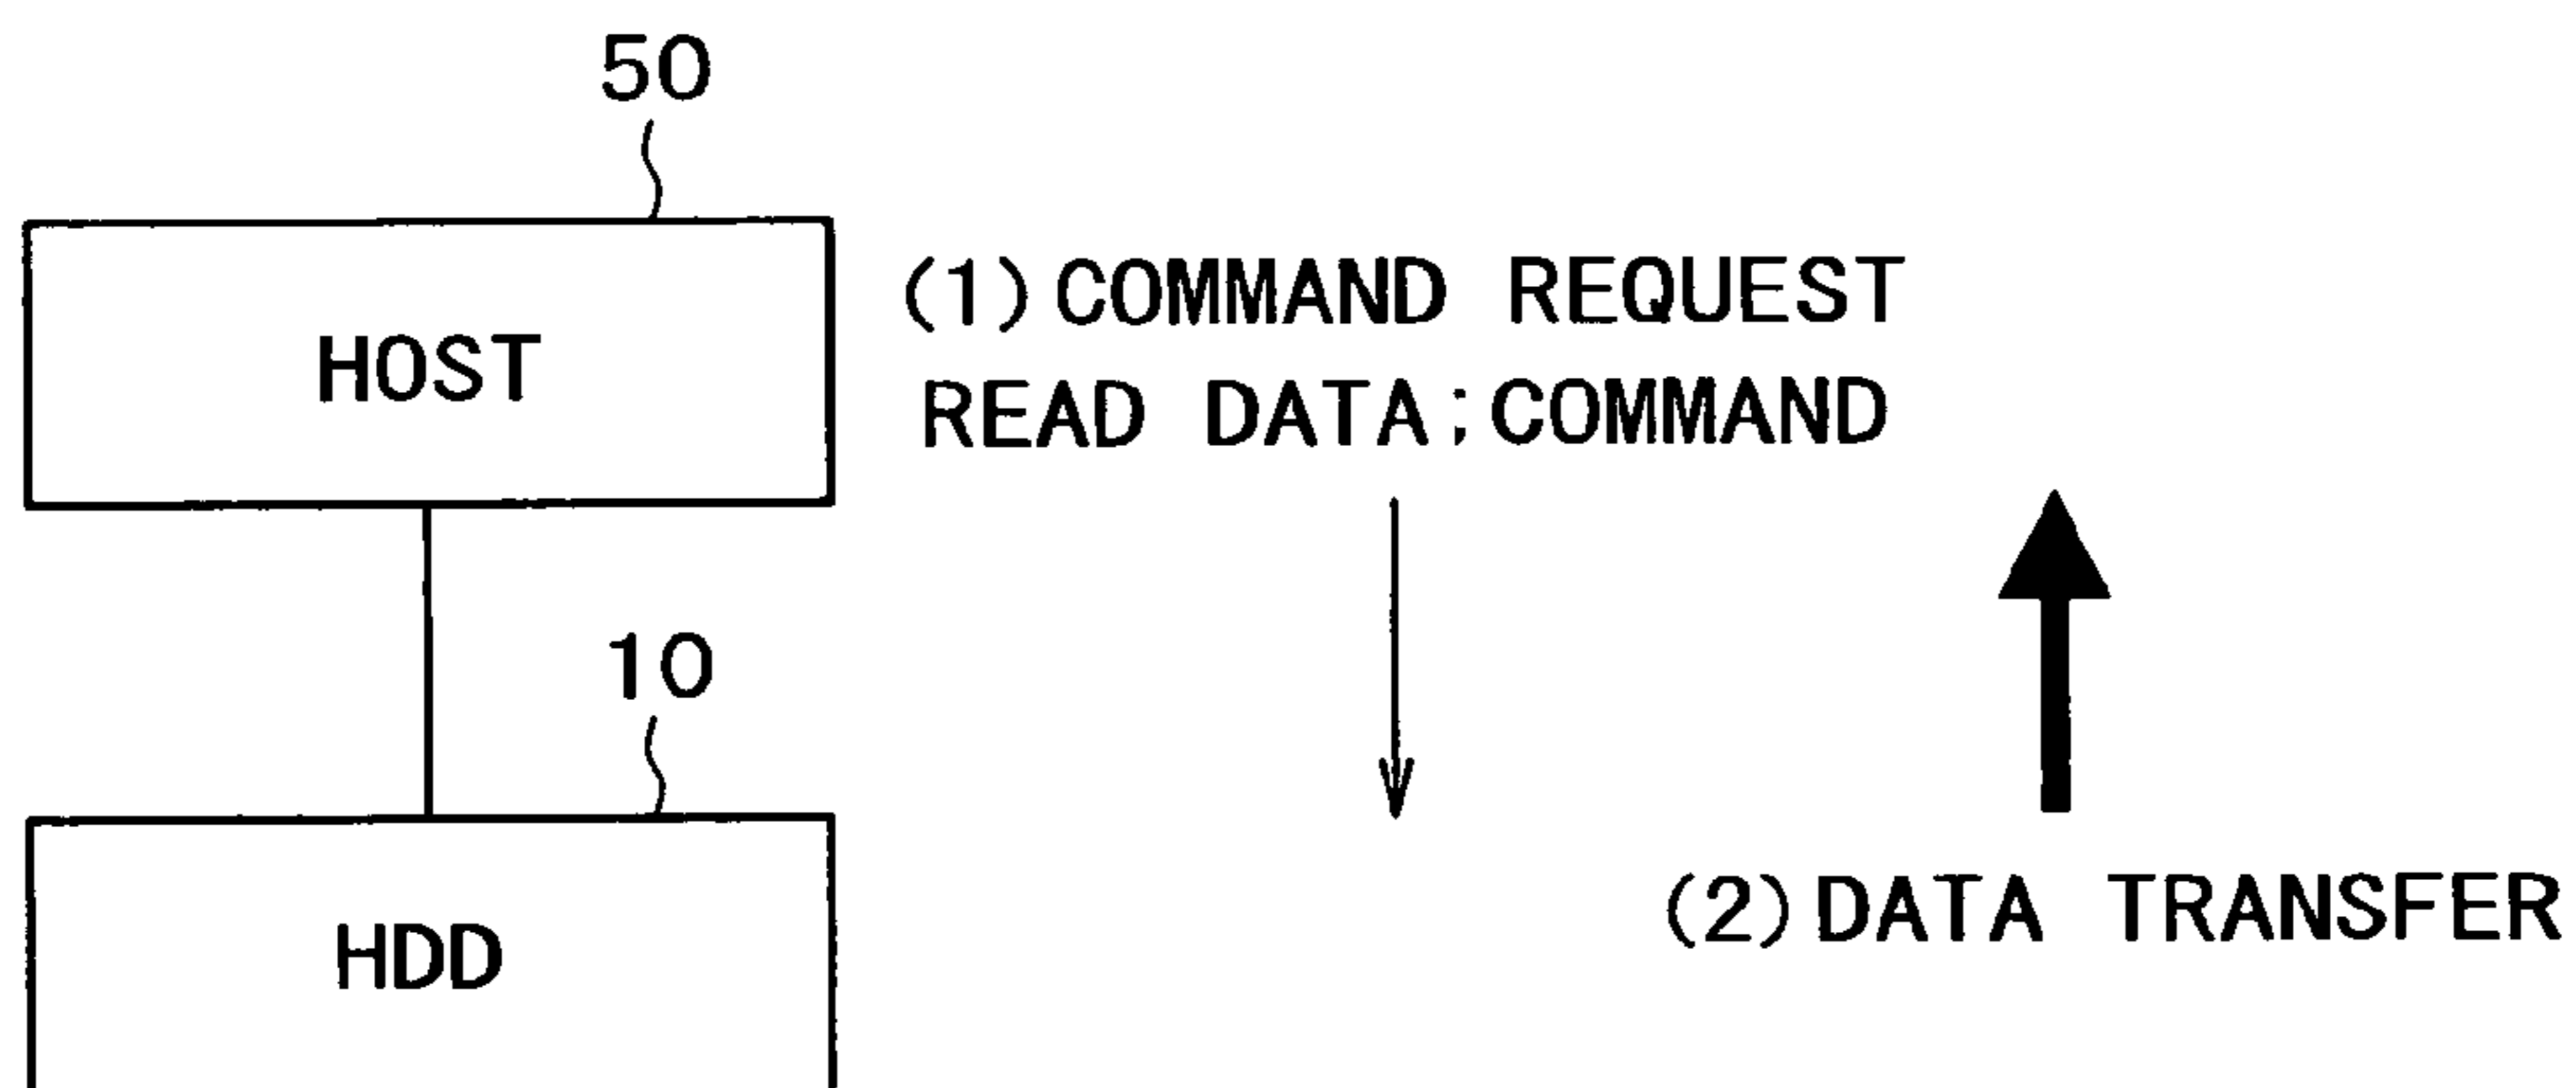 50
HOST
(1)COMMAND REQUEST
READ DATA;COMMAND
10
HDD
(2)DATA TRANSFER